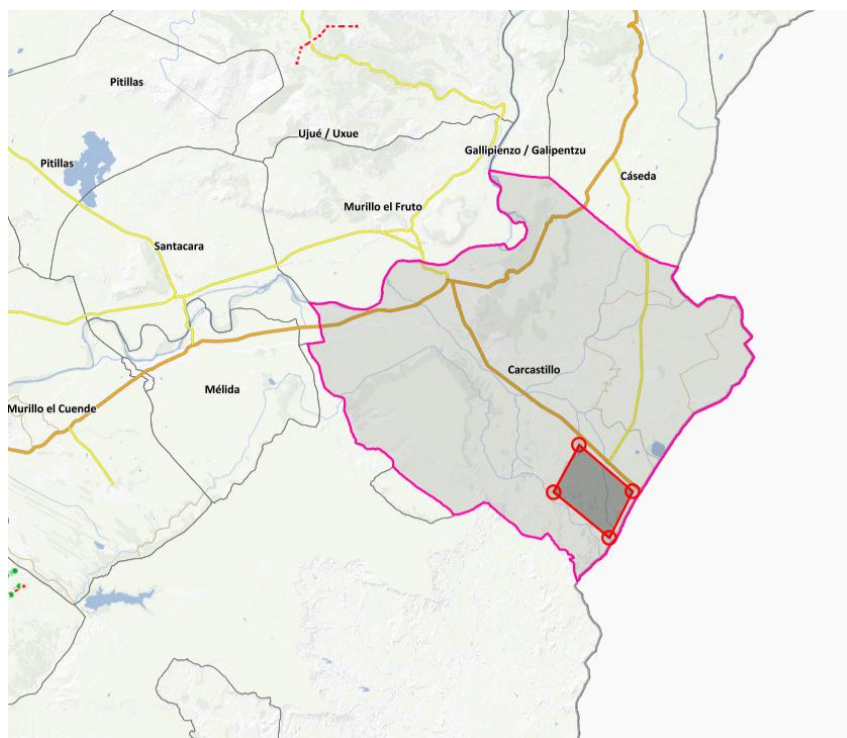 Pitillas
Ujué / Uxue
Gallipienzo / Galipentzu
Pitillas
Cáseda
Murillo el Fruto
Santacara
Carcastillo
Mélida
Murillo el Cuende